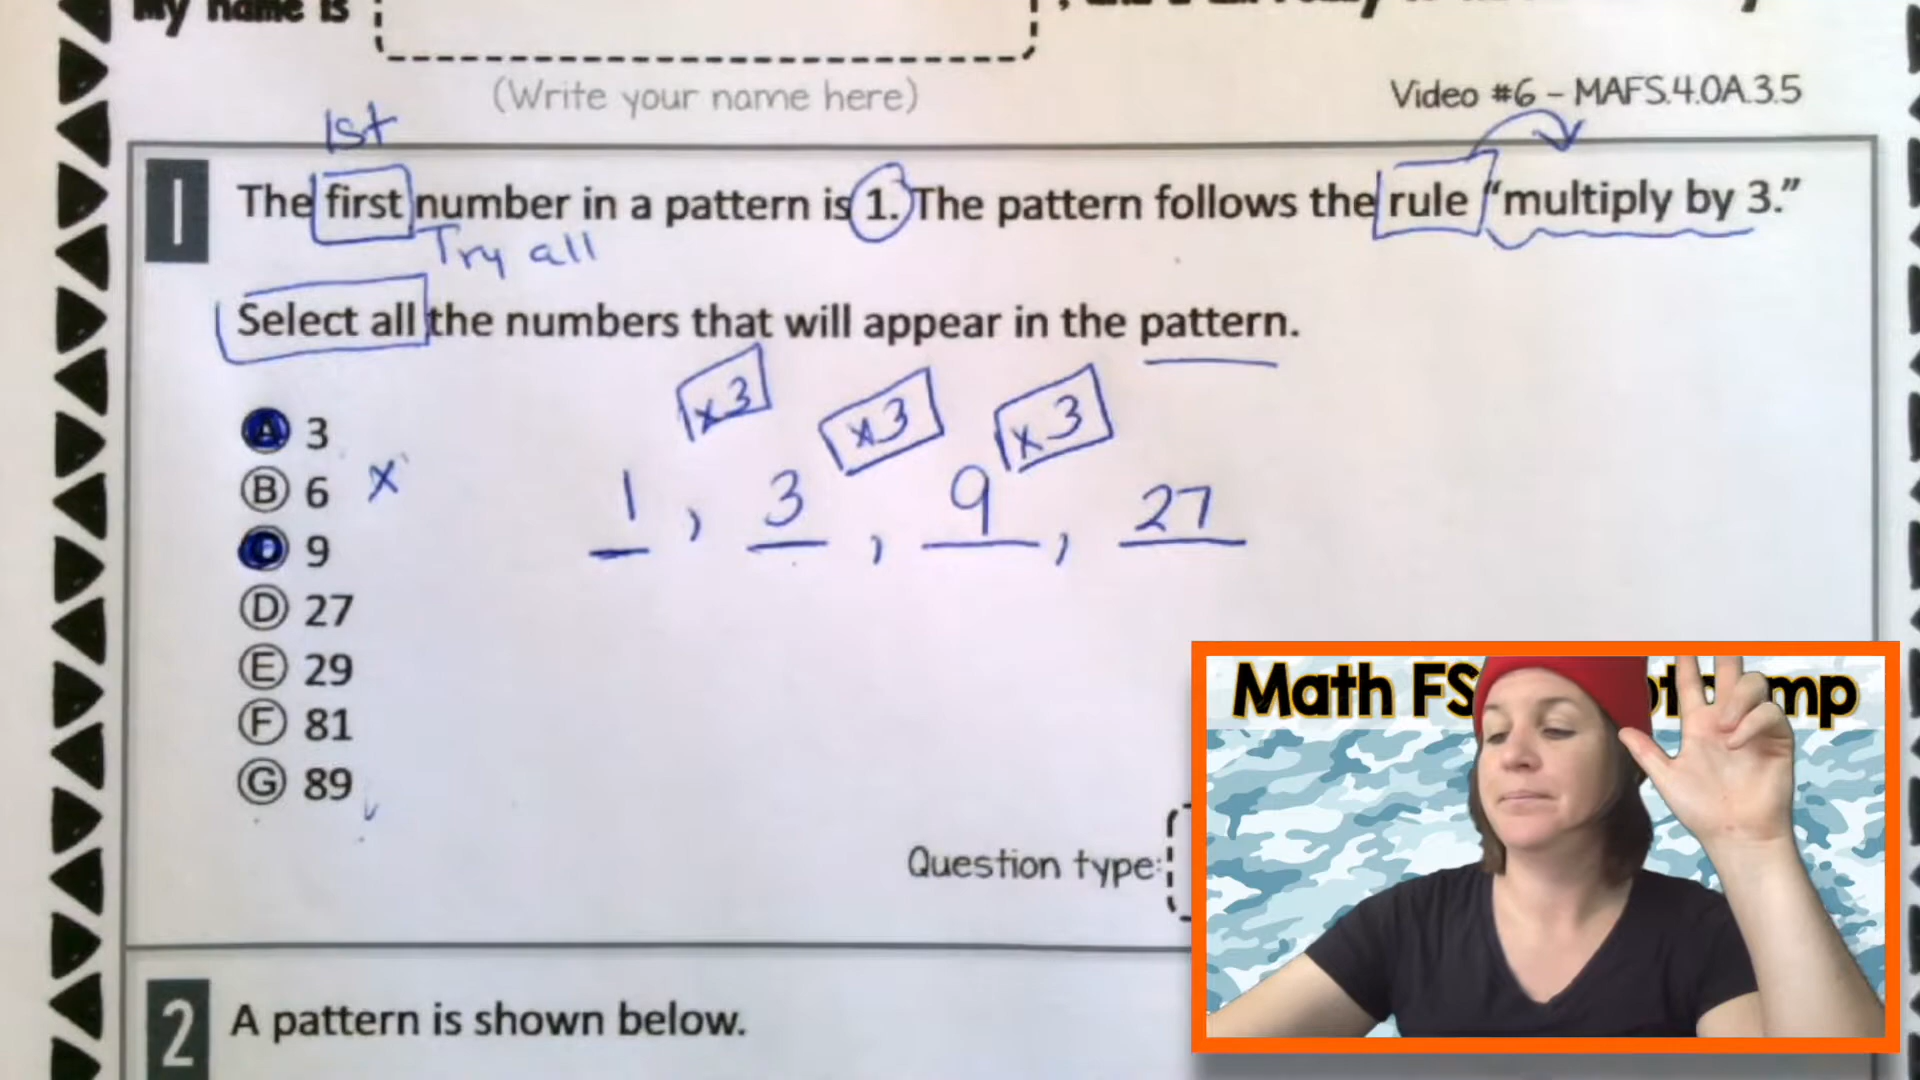 My name is
(Write your name here)
Video #6 - MAFS.4.OA.3.5
1st
1 The first number in a pattern is 1. The pattern follows the rule “multiply by 3.”
Try all
Select all the numbers that will appear in the pattern.
x3 x3 x3
A 3
B 6 x
9
1, 3, 9, 27
D 27
E 29
F 81
G 89
Math FS mp
Question type:
2 A pattern is shown below.